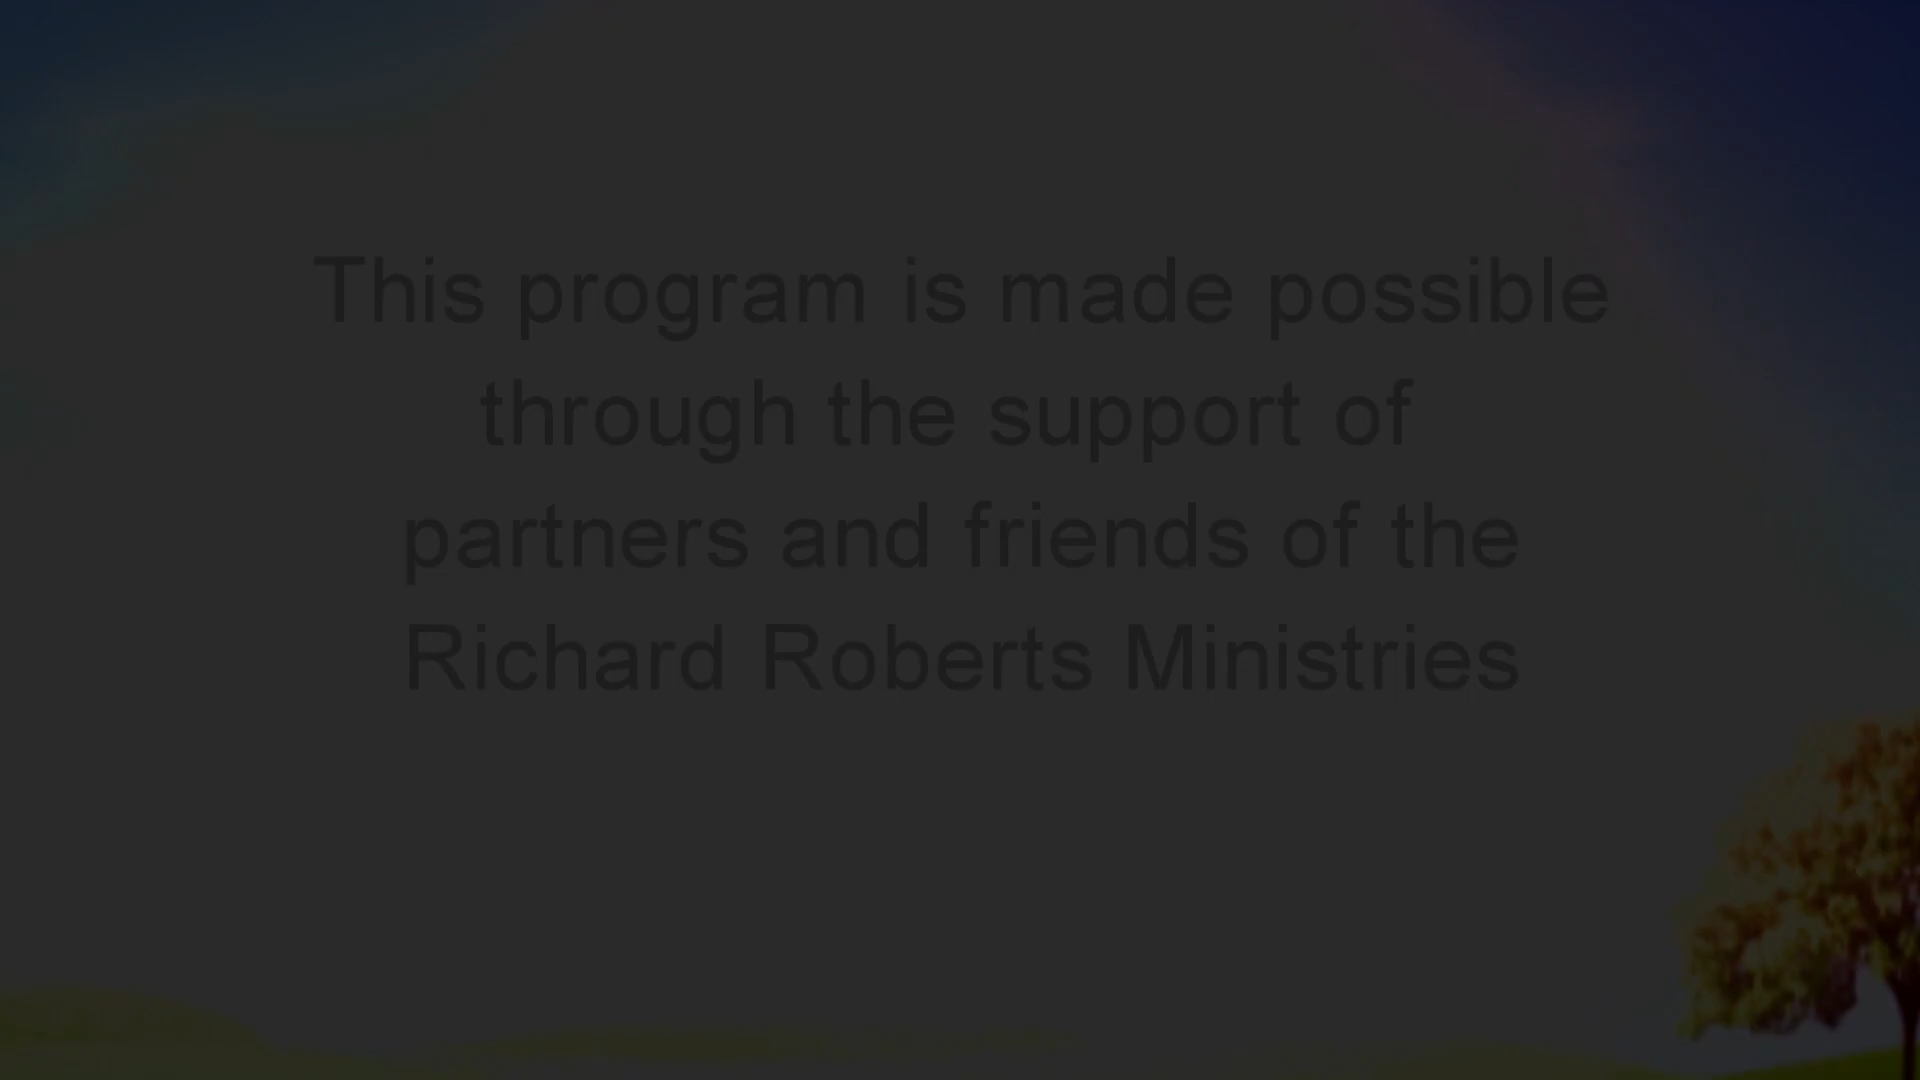 This program is made possible
through the support of
partners and friends of the
Richard Roberts Ministries